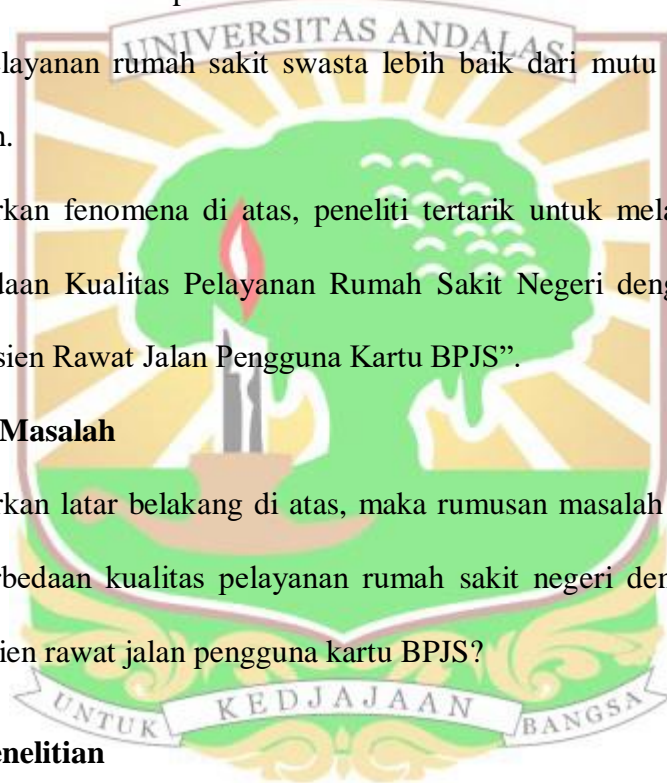 UNIVERSITAS ANDALAS
layanan rumah sakit swasta lebih baik dari mutu
rkan fenomena di atas, peneliti tertarik untuk mela
daan Kualitas Pelayanan Rumah Sakit Negeri deng
sien Rawat Jalan Pengguna Kartu BPJS”.
Masalah
rkan latar belakang di atas, maka rumusan masalah
rbedaan kualitas pelayanan rumah sakit negeri den
ien rawat jalan pengguna kartu BPJS?
UNTUK KEDJAJAAN BANGSA
enelitian